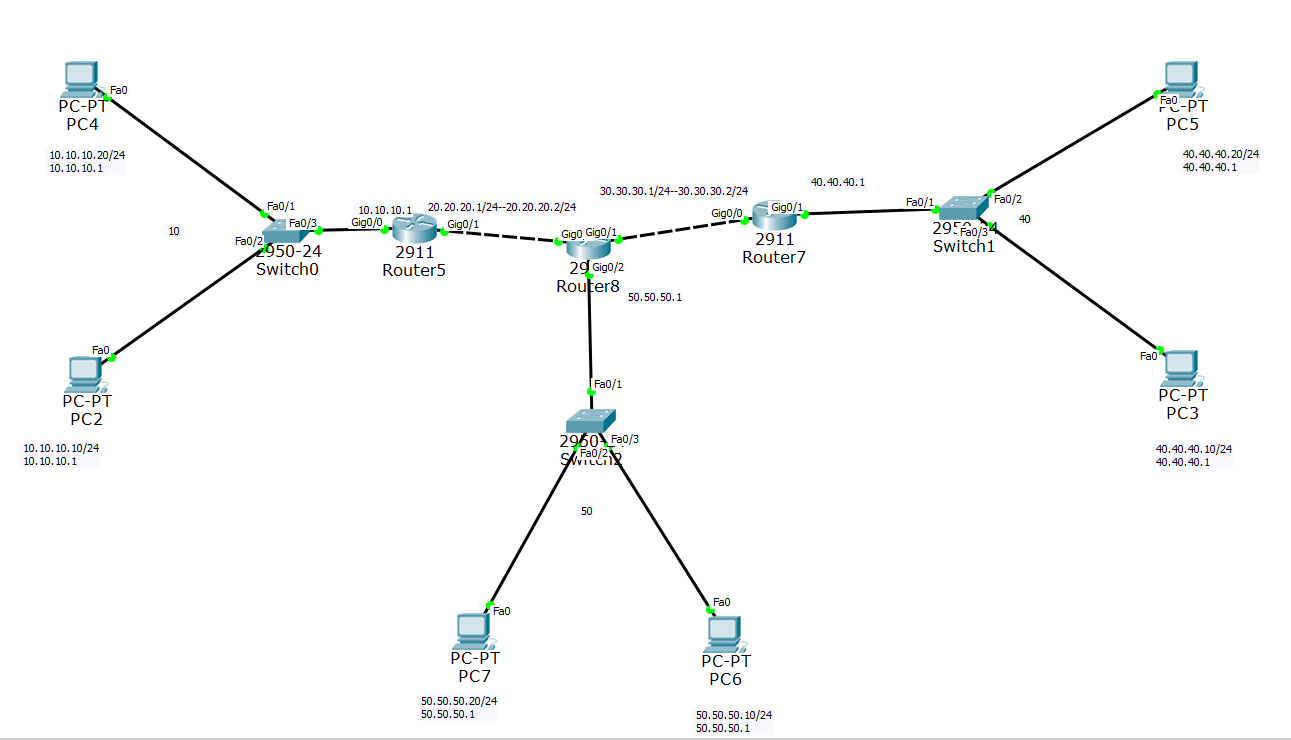 Fa0
PC-PT
PC4
10.10.10.20/24
10.10.10.1
10
Fa0/1
Fa0/3
Fa0/2
2950-24
Switch0
Fa0
PC-PT
PC2
10.10.10.10/24
10.10.10.1
10.10.10.1
Gig0/0
2911
Router5
20.20.20.1/24--20.20.20.2/24
Gig0/1
Gig0
Gig0/1
29
Router8
Gig0/2
50.50.50.1
30.30.30.1/24--30.30.30.2/24
Gig0/0
Gig0/1
2911
Router7
40.40.40.1
Fa0/1
Fa0/2
Fa0/3
Switch1
40
Fa0
PC-PT
PC5
40.40.40.20/24
40.40.40.1
Fa0
PC-PT
PC3
40.40.40.10/24
40.40.40.1
Fa0/1
Fa0/3
Fa0/2
Switch2
50
Fa0
PC-PT
PC7
50.50.50.20/24
50.50.50.1
Fa0
PC-PT
PC6
50.50.50.10/24
50.50.50.1